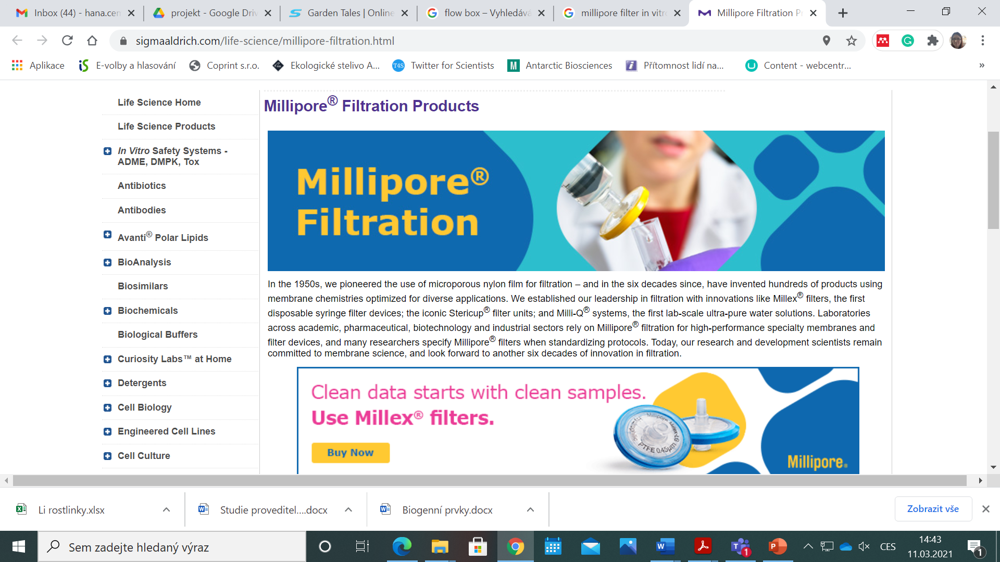 Inbox (44) - hana.cen
projekt - Google Driv
Garden Tales | Online
flow box – Vyhledává
millipore filter in vitro
Millipore Filtration Pr
sigmaaldrich.com/life-science/millipore-filtration.html
Aplikace
E-volby a hlasování
Coprint s.r.o.
Ekologické stelivo A...
T4S
Twitter for Scientists
M
Antarctic Biosciences
Přítomnost lidí na...
Content - webcentr...
»
Life Science Home
Life Science Products
In Vitro Safety Systems -
ADME, DMPK, Tox
Antibiotics
Antibodies
Avanti® Polar Lipids
BioAnalysis
Biosimilars
Biochemicals
Biological Buffers
Curiosity Labs™ at Home
Detergents
Cell Biology
Engineered Cell Lines
Cell Culture
Millipore® Filtration Products
Millipore®
Filtration
In the 1950s, we pioneered the use of microporous nylon film for filtration – and in the six decades since, have invented hundreds of products using
membrane chemistries optimized for diverse applications. We established our leadership in filtration with innovations like Millex® filters, the first
disposable syringe filter devices; the iconic Stericup® filter units; and Milli-Q® systems, the first lab-scale ultra-pure water solutions. Laboratories
across academic, pharmaceutical, biotechnology and industrial sectors rely on Millipore® filtration for high-performance specialty membranes and
filter devices, and many researchers specify Millipore® filters when standardizing protocols. Today, our research and development scientists remain
committed to membrane science, and look forward to another six decades of innovation in filtration.
Clean data starts with clean samples.
Use Millex® filters.
Buy Now
PTFE 0.45µm
Millipore®
Li rostlinky.xlsx
Studie proveditel....docx
Biogenní prvky.docx
Zobrazit vše
Sem zadejte hledaný výraz
1
CES
14:43
11.03.2021
1